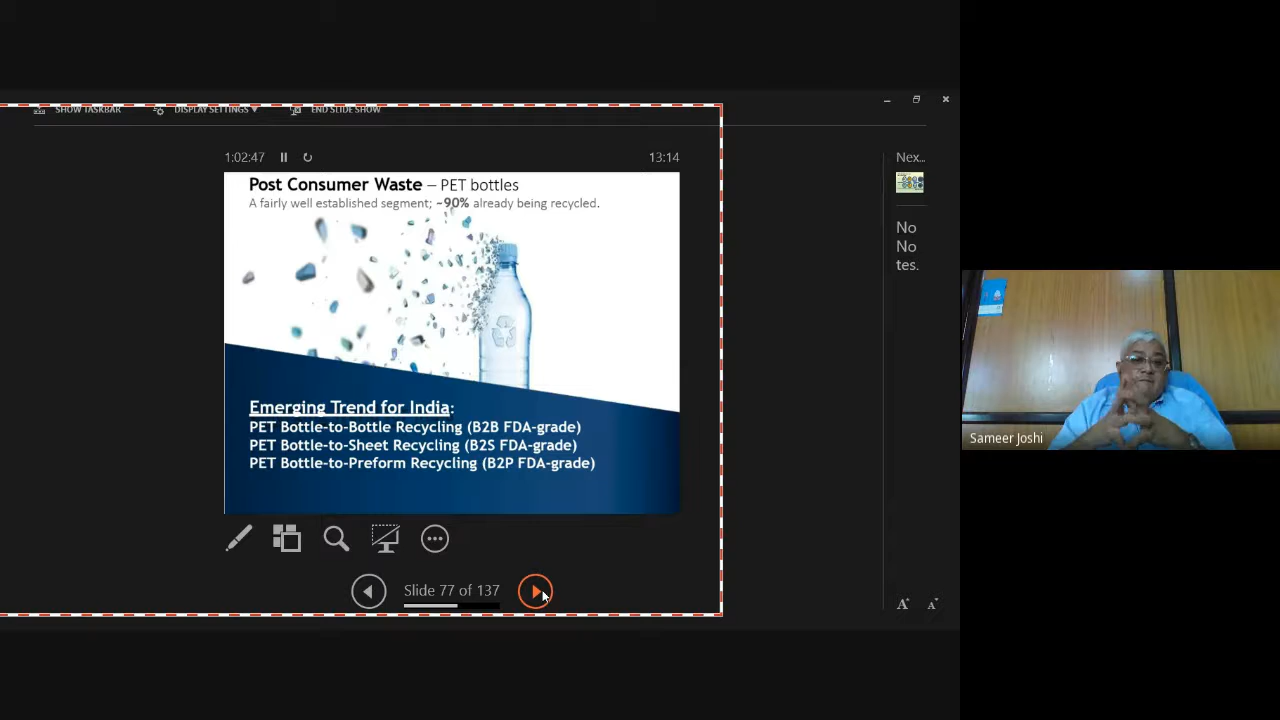 SHOW TASKBAR DISPLAY SETTINGS END SLIDE SHOW
1:02:47
13:14
Post Consumer Waste – PET bottles
A fairly well established segment; ~90% already being recycled.
Emerging Trend for India:
PET Bottle-to-Bottle Recycling (B2B FDA-grade)
PET Bottle-to-Sheet Recycling (B2S FDA-grade)
PET Bottle-to-Preform Recycling (B2P FDA-grade)
Slide 77 of 137
Nex...
No
No
tes.
A A
Sameer Joshi